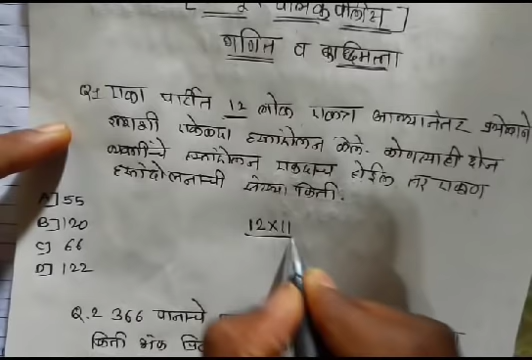 गणित व बुद्धिमत्ता
Q.1 एका पार्टीत 12 लोक एकत्र आल्यानंतर प्रत्येकाने
एकदा हस्तांदोलन केले. कोणत्याही दोन
व्यक्तींचे हस्तांदोलन एकदाच होईल तर एकूण
हस्तांदोलनाची संख्या किती.
A] 55
B] 120
C] 66
D] 122
12×11
Q.2 366 पानाचे
किती अंक